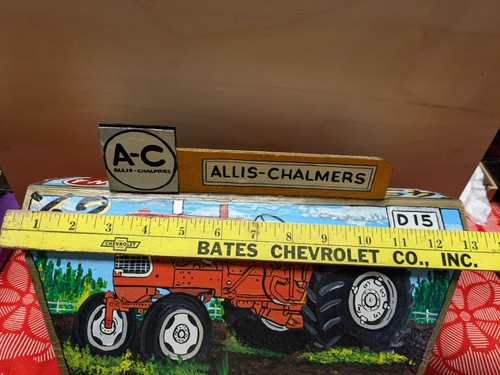 A-C
ALLIS-CHALMERS
ALLIS-CHALMERS
D 15
1 2 3 4 5 6 7 8 9 10 11 12 13
CHEVROLET
BATES CHEVROLET CO., INC.